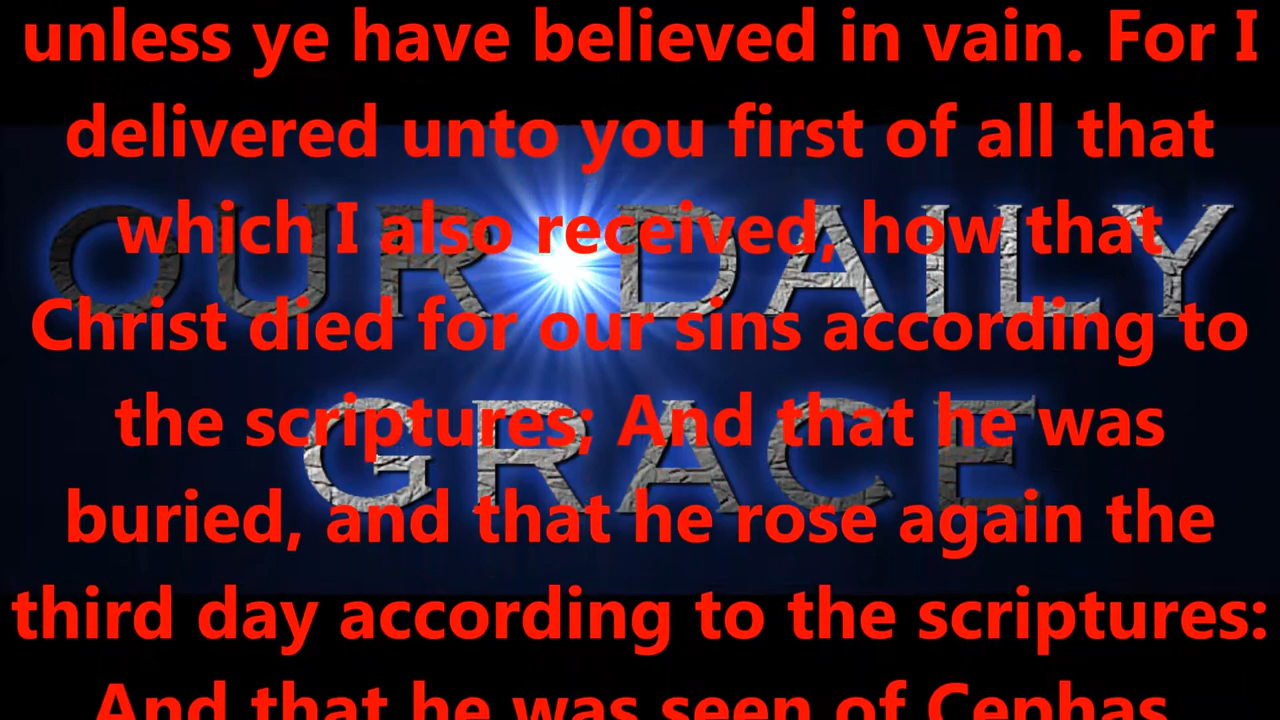 unless ye have believed in vain. For I
delivered unto you first of all that
which I also received, how that
Christ died for our sins according to
the scriptures; And that he was
buried, and that he rose again the
third day according to the scriptures:
And that he was seen of Cephas,
OUR DAILY
GRACE